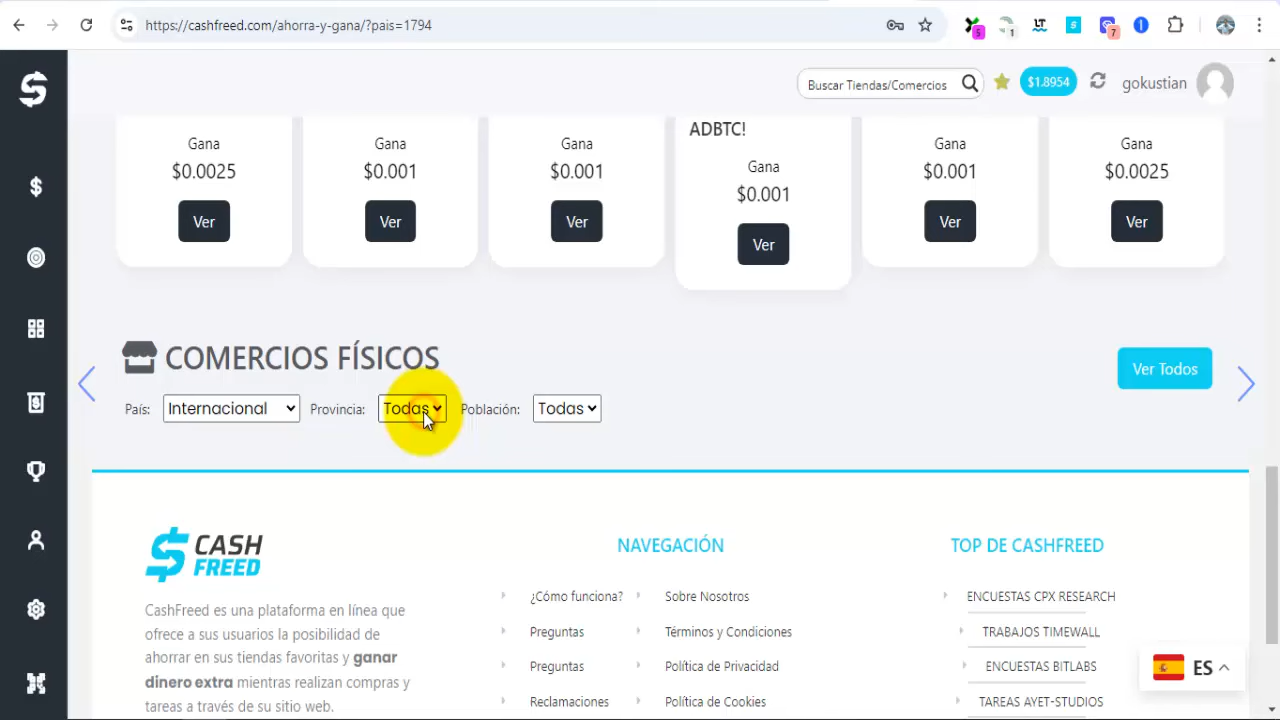 https://cashfreed.com/ahorra-y-gana/?pais=1794
5
1
LT
S
7
Buscar Tiendas/Comercios
$1.8954
gokustian
ADBTC!
Gana
$0.0025
Ver
Gana
$0.001
Ver
Gana
$0.001
Ver
Gana
$0.001
Ver
Gana
$0.001
Ver
Gana
$0.0025
Ver
COMERCIOS FÍSICOS
Ver Todos
País: Internacional Provincia: Todas Población: Todas
CASH
FREED
CashFreed es una plataforma en línea que
ofrece a sus usuarios la posibilidad de
ahorrar en sus tiendas favoritas y ganar
dinero extra mientras realizan compras y
tareas a través de su sitio web.
NAVEGACIÓN
¿Cómo funciona?
Preguntas
Preguntas
Reclamaciones
Sobre Nosotros
Términos y Condiciones
Política de Privacidad
Política de Cookies
TOP DE CASHFREED
ENCUESTAS CPX RESEARCH
TRABAJOS TIMEWALL
ENCUESTAS BITLABS
TAREAS AYET-STUDIOS
ES